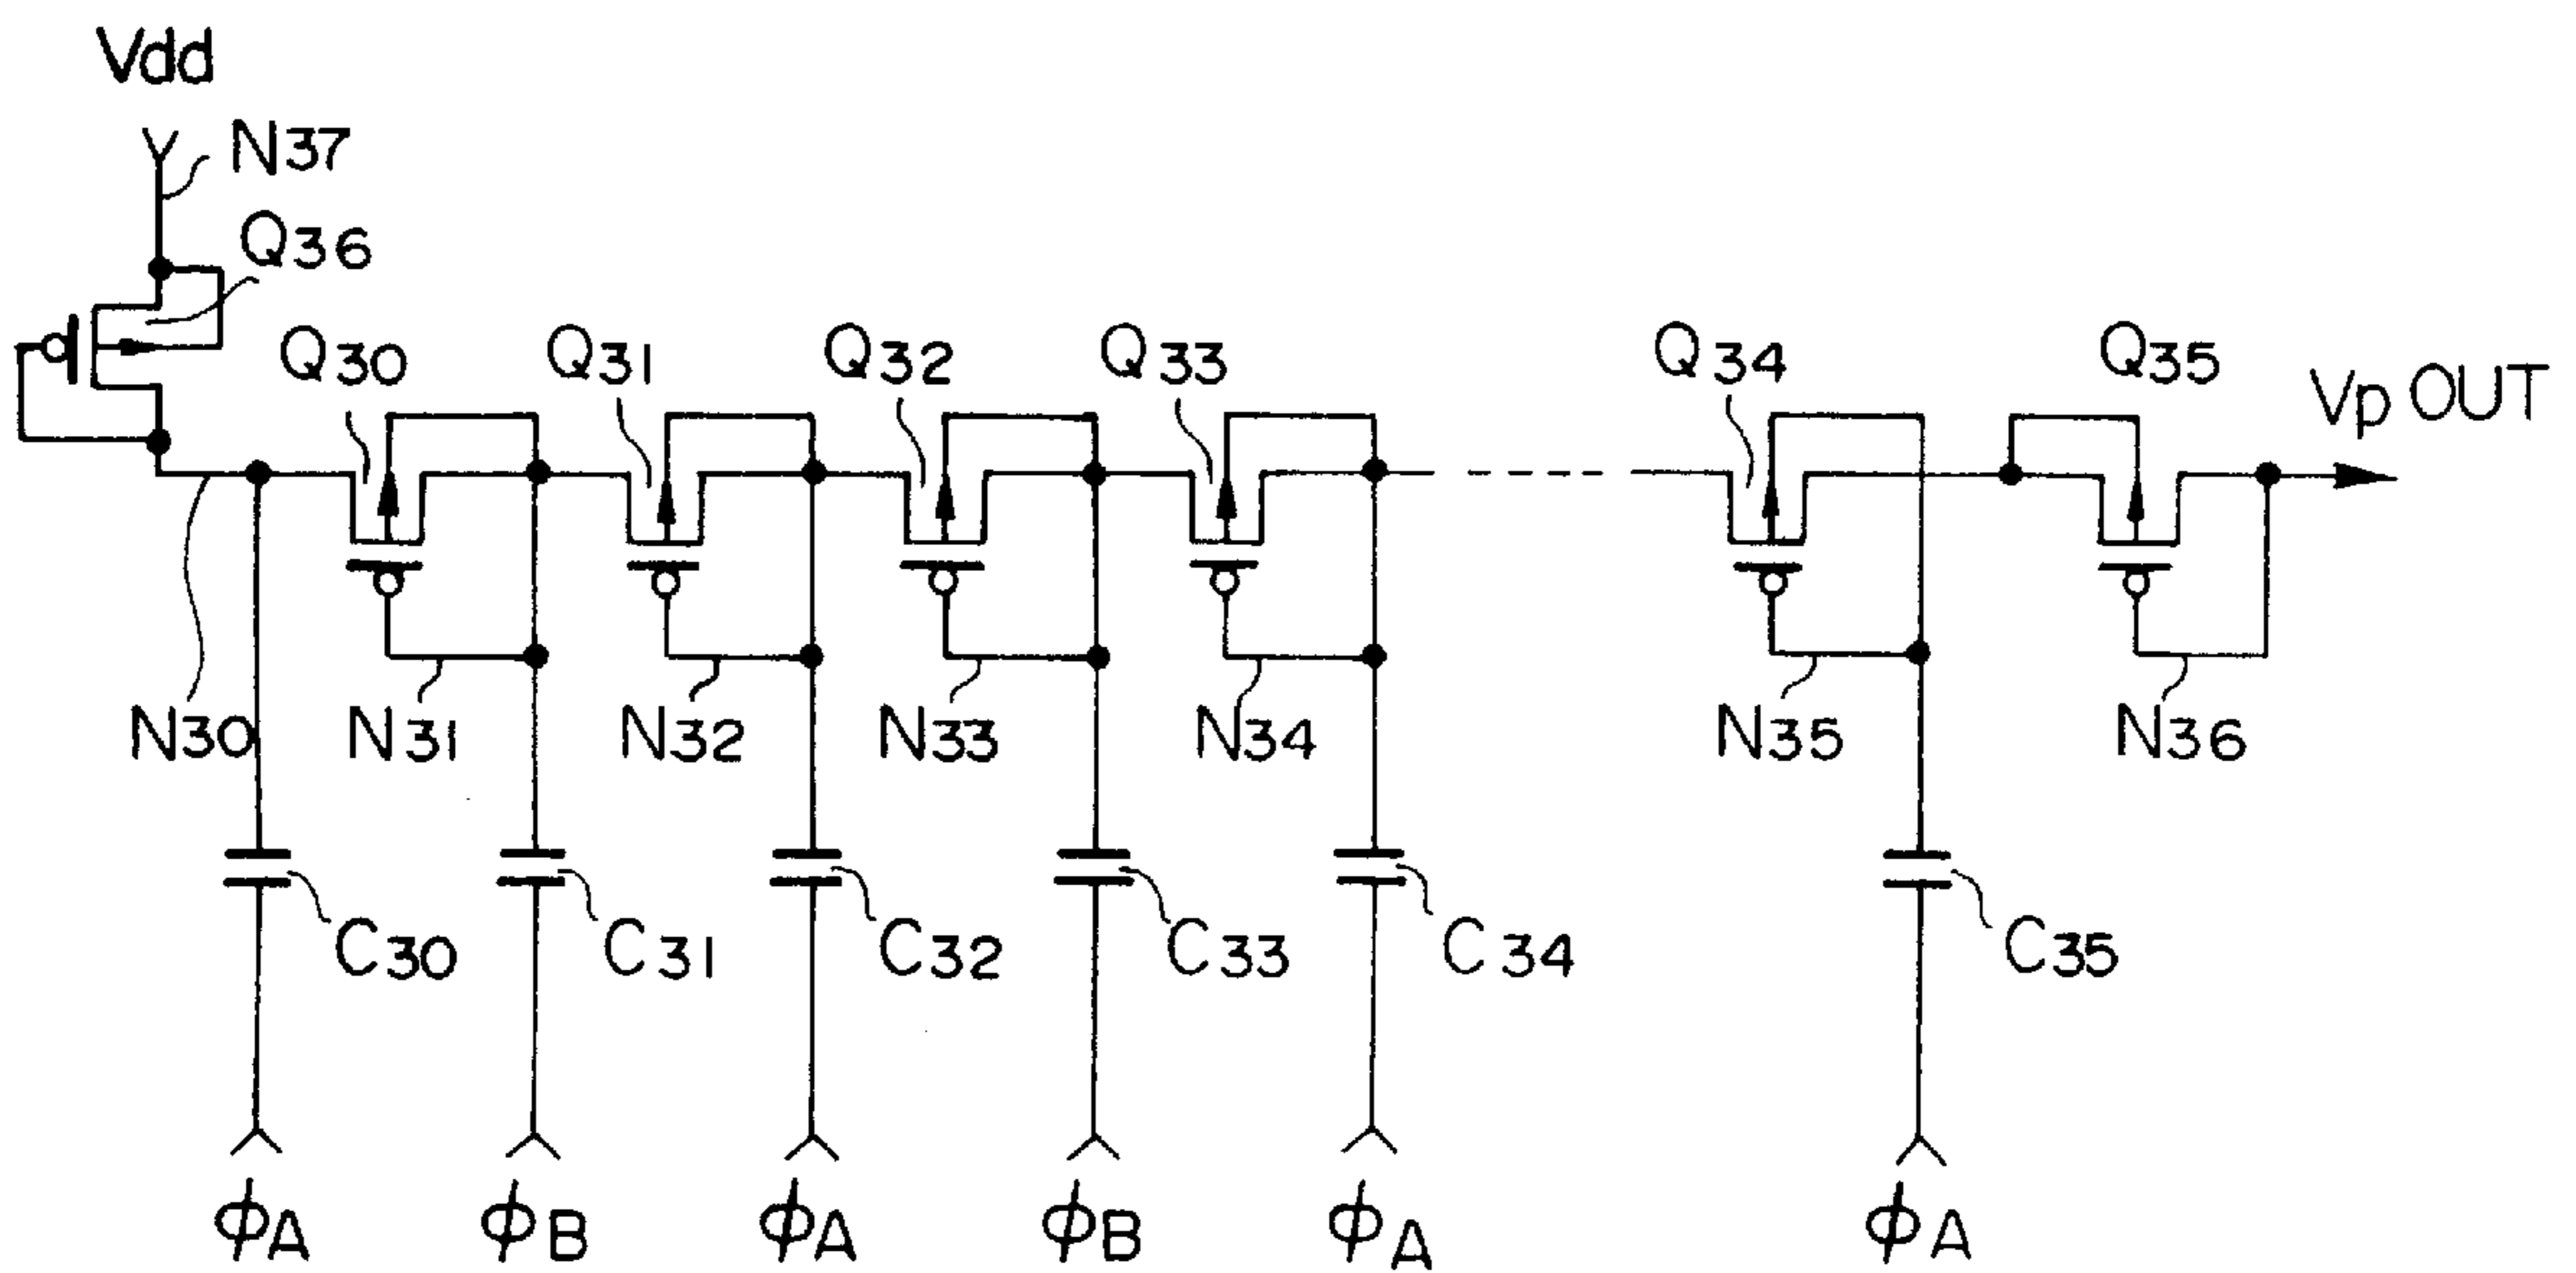 Vdd
N37
Q36
Q30 Q31 Q32 Q33 Q34 Q35
Vp OUT
N30 N31 N32 N33 N34 N35 N36
C30 C31 C32 C33 C34 C35
ϕA ϕB ϕA ϕB ϕA ϕA